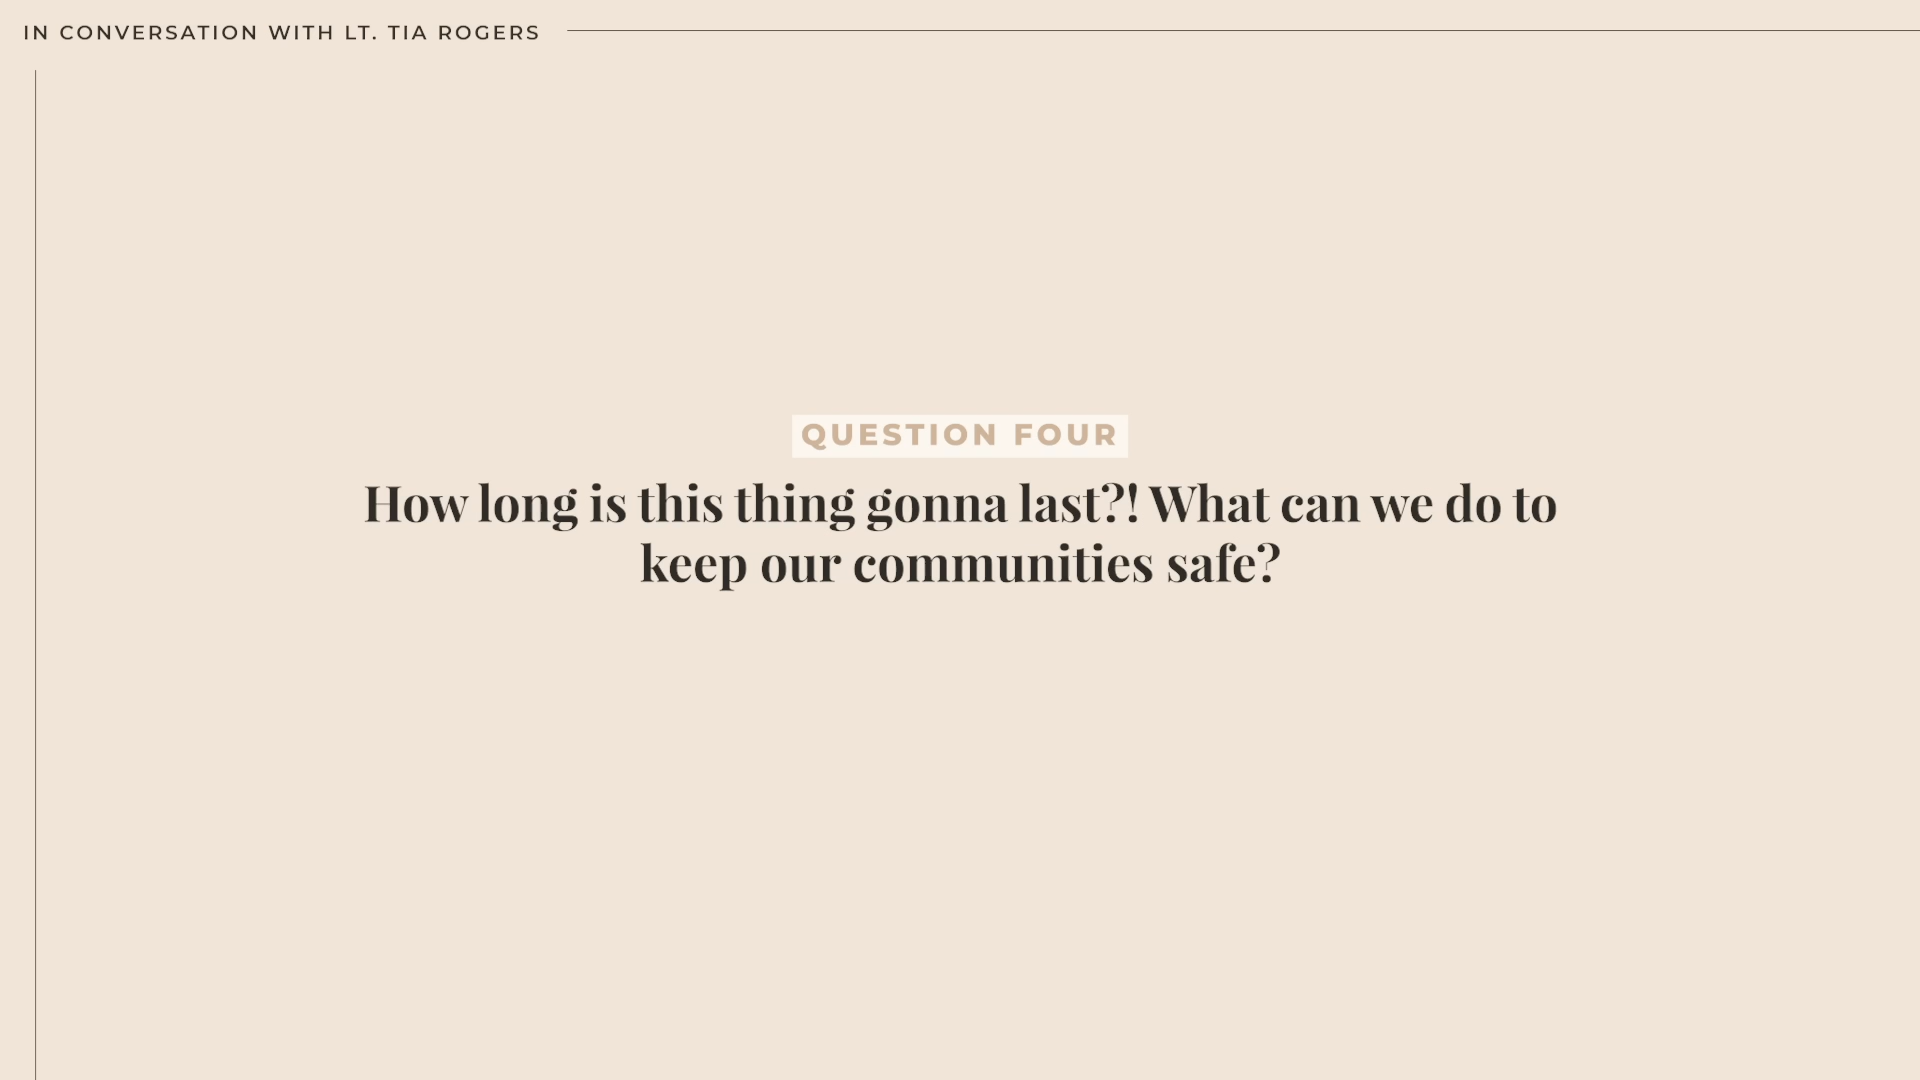 IN CONVERSATION WITH LT. TIA ROGERS
QUESTION FOUR
How long is this thing gonna last?! What can we do to
keep our communities safe?